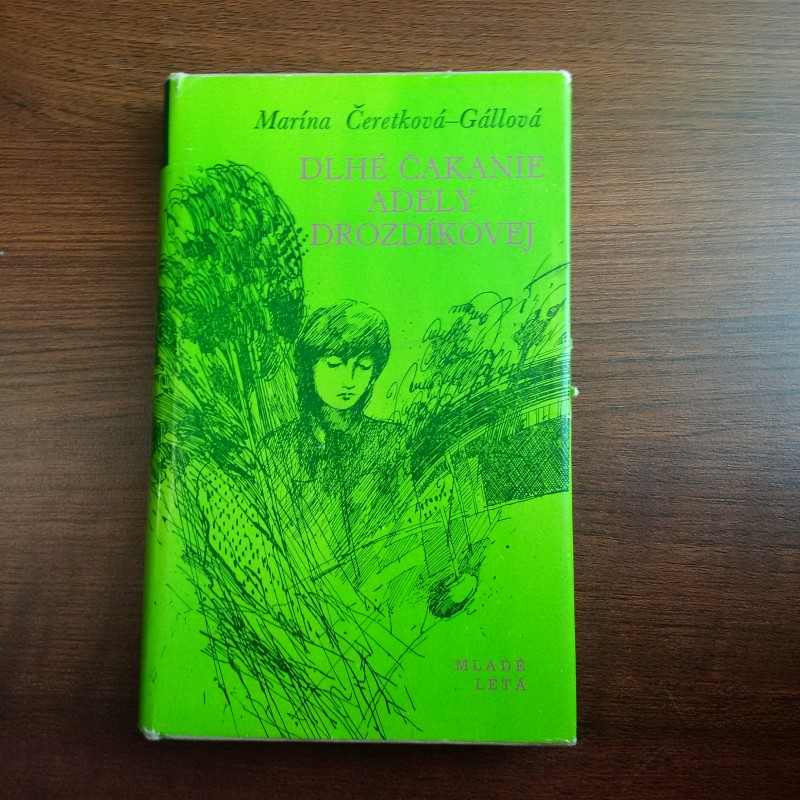 Marína Čeretková–Gállová
DLHÉ ČAKANIE
ADELY
DROZDÍKOVEJ
MLADÉ
LETÁ